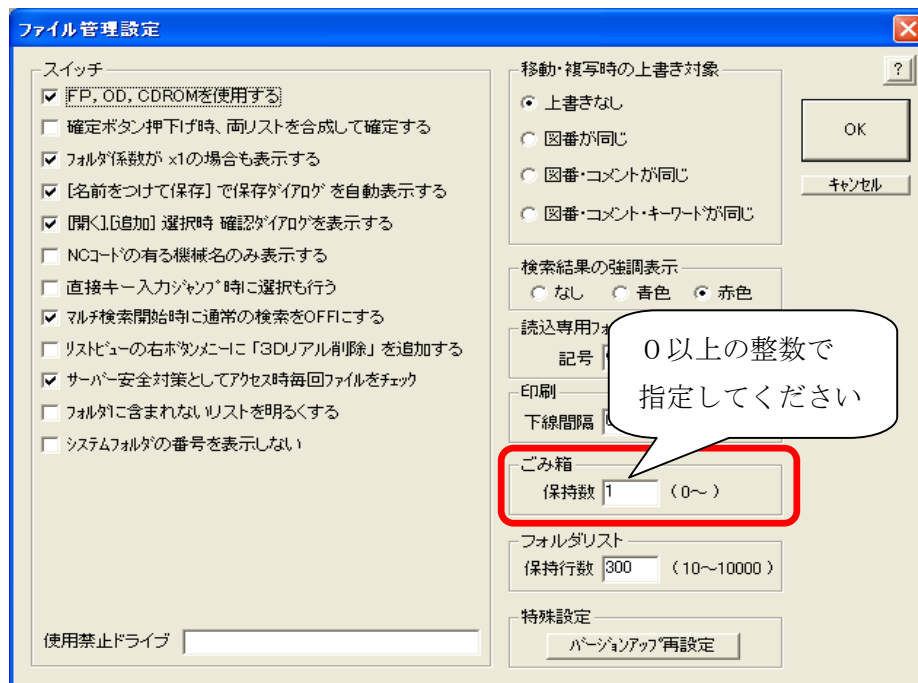 ファイル管理設定
スイッチ
FP, OD, CDROMを使用する
確定ボタン押下げ時、両リストを合成して確定する
フォルダ係数が x1の場合も表示する
[名前をつけて保存] で保存ダイアログ を自動表示する
[開く],[追加] 選択時 確認ダイアログを表示する
NCコードの有る機械名のみ表示する
直接キー入力ジャンプ時に選択も行う
マルチ検索開始時に通常の検索をOFFにする
リストビューの右ボタンメニーに「3Dリアル削除」を追加する
サーバー安全対策としてアクセス時毎回ファイルをチェック
フォルダに含まれないリストを明るくする
システムフォルダの番号を表示しない
使用禁止ドライブ
移動・複写時の上書き対象
上書きなし
図番が同じ
図番・コメントが同じ
図番・コメント・キーワードが同じ
検索結果の強調表示
なし 青色 赤色
読込専用フォ
記号
印刷
下線間隔
０以上の整数で
指定してください
ごみ箱
保持数 1 (0～ )
フォルダリスト
保持行数 300 (10～10000 )
特殊設定
バージョンアップ再設定
?
OK
キャンセル